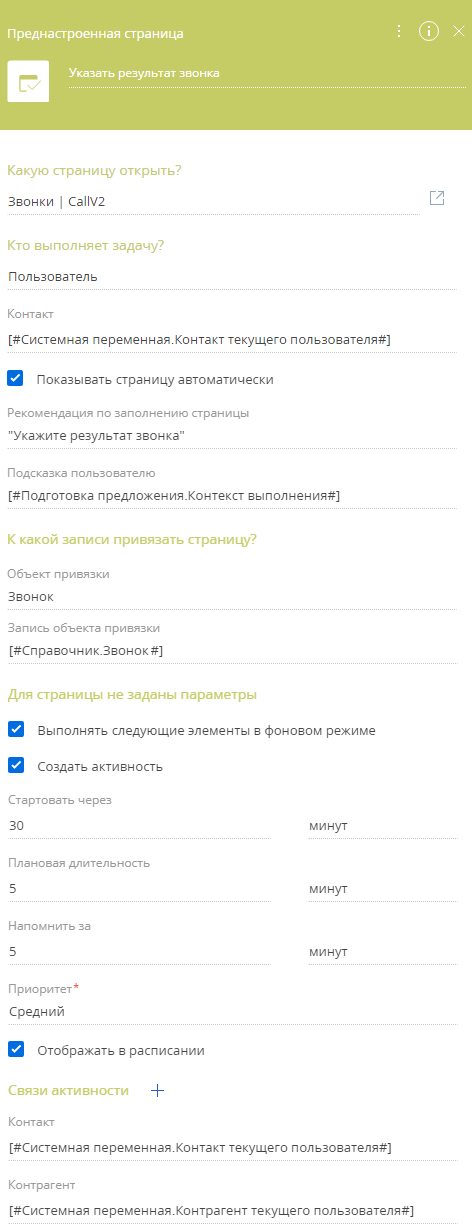 Преднастроенная страница
Указать результат звонка
Какую страницу открыть?
Звонки | CallV2
Кто выполняет задачу?
Пользователь
Контакт
[#Системная переменная.Контакт текущего пользователя#]
Показывать страницу автоматически
Рекомендация по заполнению страницы
"Укажите результат звонка"
Подсказка пользователю
[#Подготовка предложения.Контекст выполнения#]
К какой записи привязать страницу?
Объект привязки
Звонок
Запись объекта привязки
[#Справочник.Звонок#]
Для страницы не заданы параметры
Выполнять следующие элементы в фоновом режиме
Создать активность
Стартовать через
30 минут
Плановая длительность
5 минут
Напомнить за
5 минут
Приоритет*
Средний
Отображать в расписании
Связи активности +
Контакт
[#Системная переменная.Контакт текущего пользователя#]
Контрагент
[#Системная переменная.Контрагент текущего пользователя#]